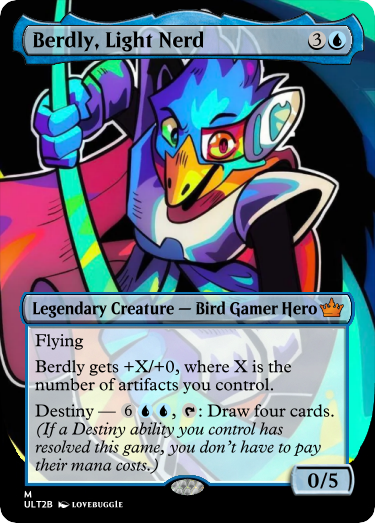 Berdly, Light Nerd 3
Legendary Creature — Bird Gamer Hero
Flying
Berdly gets +X/+0, where X is the
number of artifacts you control.
Destiny — 6 , : Draw four cards.
(If a Destiny ability you control has
resolved this game, you don't have to pay
their mana costs.)
0/5
M
ULT2B LOVEBUGGIE